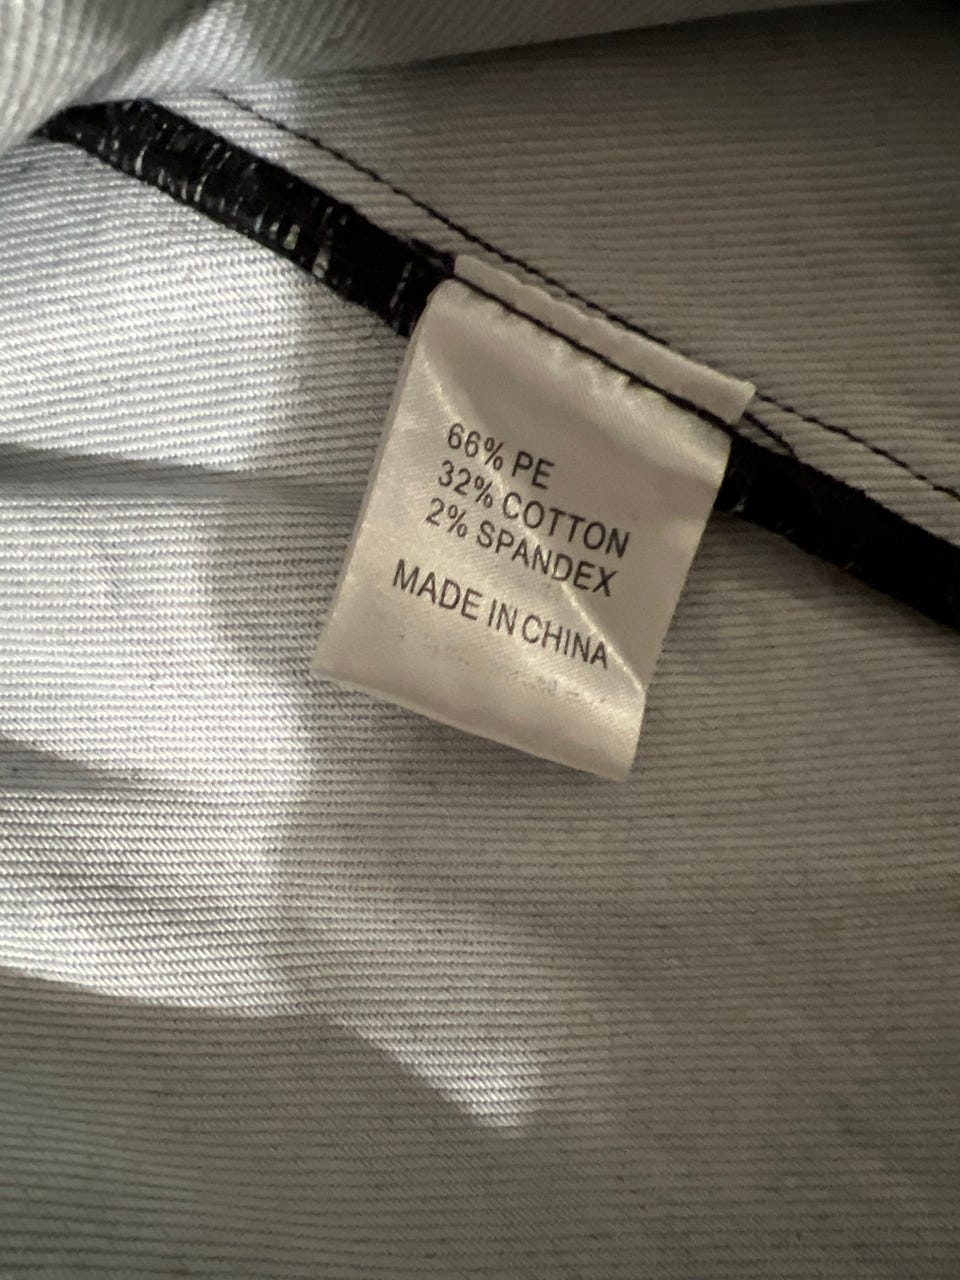 66% PE
32% COTTON
2% SPANDEX
MADE IN CHINA